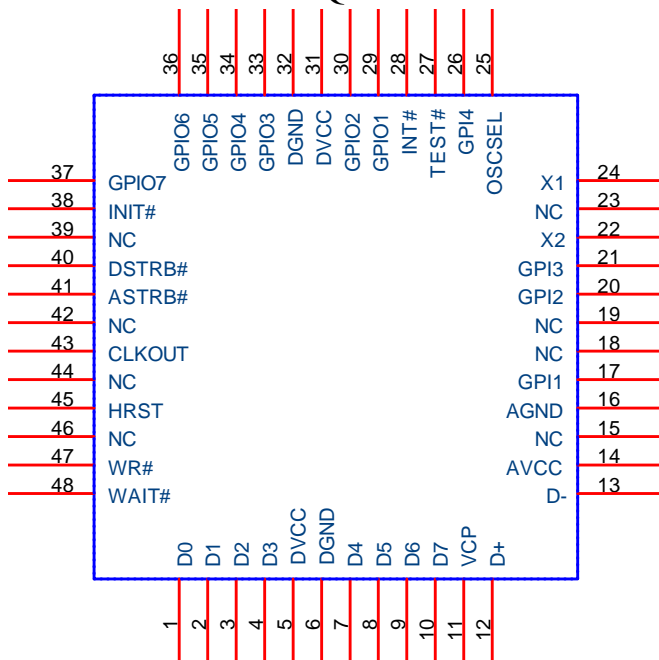 36 35 34 33 32 31 30 29 28 27 26 25
GPIO6 GPIO5 GPIO4 GPIO3 DGND DVCC GPIO2 GPIO1 INT# TEST# GPI4 OSCSEL
37 GPIO7 X1 24
38 INIT# NC 23
39 NC X2 22
40 DSTRB# GPI3 21
41 ASTRB# GPI2 20
42 NC NC 19
43 CLKOUT NC 18
44 NC GPI1 17
45 HRST AGND 16
46 NC NC 15
47 WR# AVCC 14
48 WAIT# D- 13
D0 D1 D2 D3 DVCC DGND D4 D5 D6 D7 VCP D+
1 2 3 4 5 6 7 8 9 10 11 12